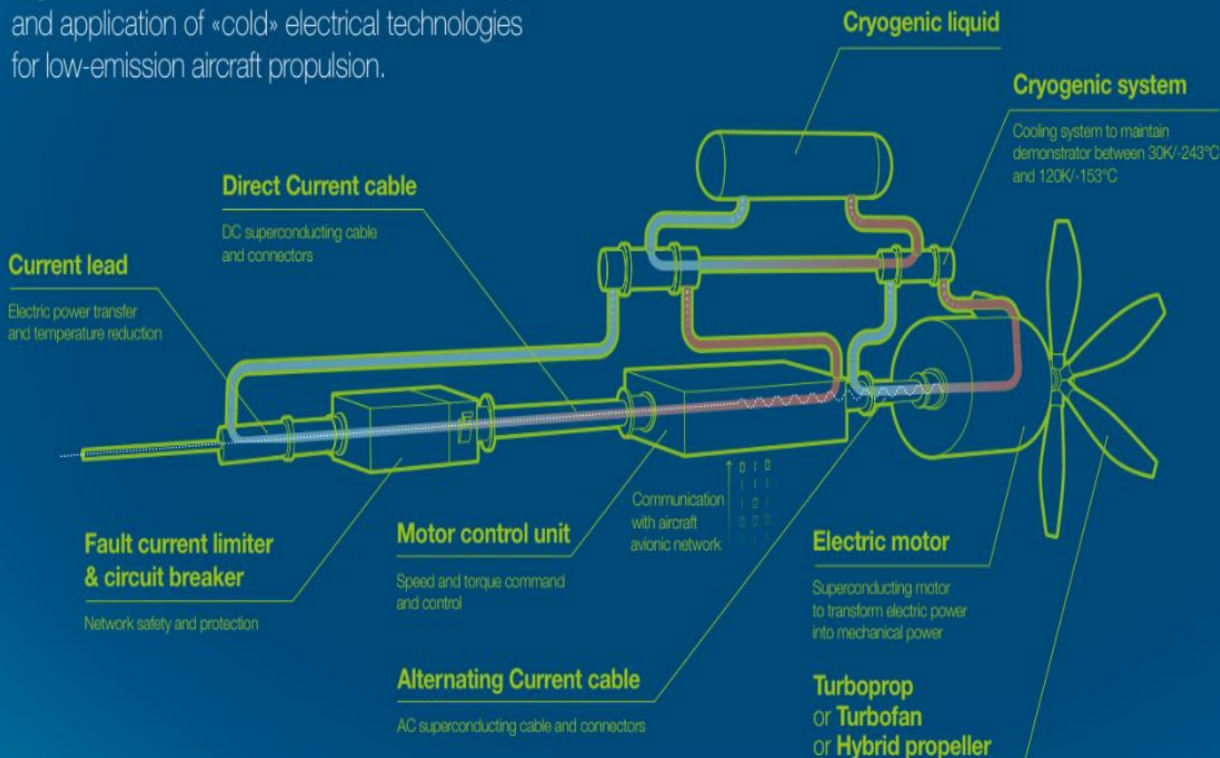 and application of «cold» electrical technologies
for low-emission aircraft propulsion.
Cryogenic liquid
Cryogenic system
Cooling system to maintain
demonstrator between 30K/-243°C
and 120K/-153°C
Direct Current cable
DC superconducting cable
and connectors
Current lead
Electric power transfer
and temperature reduction
Fault current limiter
& circuit breaker
Network safety and protection
Motor control unit
Speed and torque command
and control
Communication
with aircraft
avionic network
Electric motor
Superconducting motor
to transform electric power
into mechanical power
Alternating Current cable
AC superconducting cable and connectors
Turboprop
or Turbofan
or Hybrid propeller